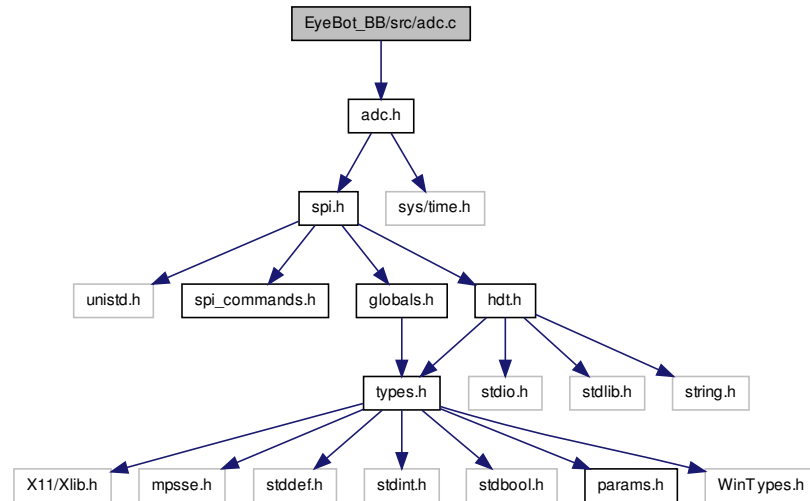 EyeBot_BB/src/adc.c
adc.h
spi.h
sys/time.h
unistd.h
spi_commands.h
globals.h
hdt.h
types.h
stdio.h
stdlib.h
string.h
X11/Xlib.h
mpsse.h
stddef.h
stdint.h
stdbool.h
params.h
WinTypes.h